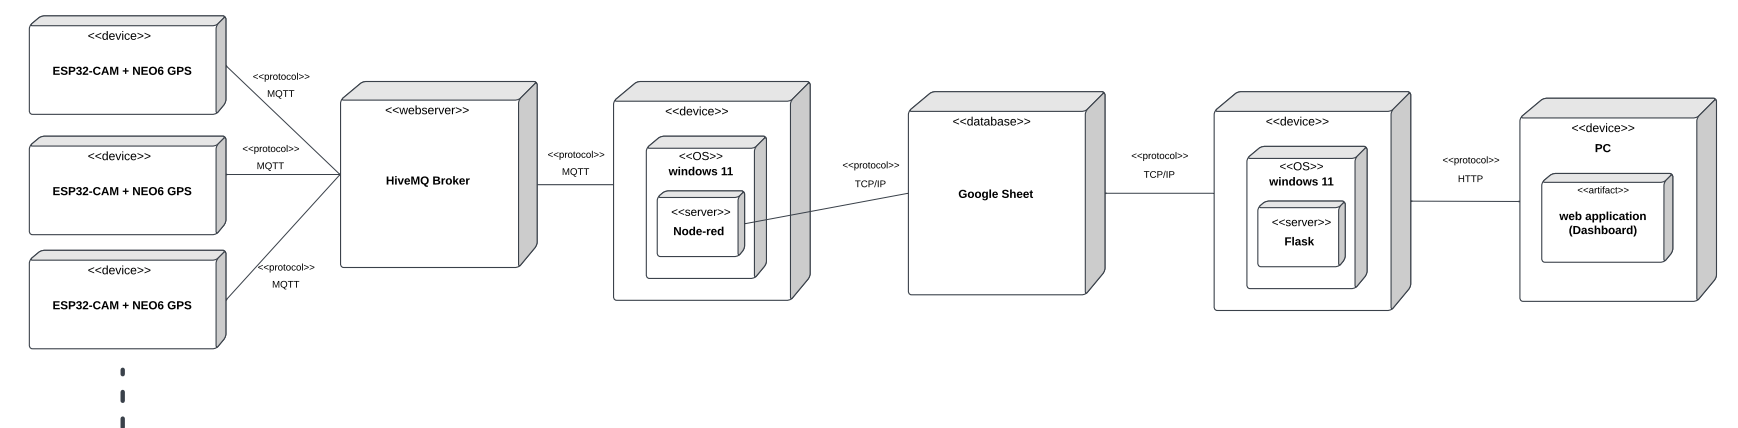 <<device>>
ESP32-CAM + NEO6 GPS
<<protocol>>
MQTT
<<device>>
ESP32-CAM + NEO6 GPS
<<protocol>>
MQTT
<<device>>
ESP32-CAM + NEO6 GPS
<<protocol>>
MQTT
<<webserver>>
HiveMQ Broker
<<protocol>>
MQTT
<<device>>
<<OS>>
windows 11
<<server>>
Node-red
<<protocol>>
TCP/IP
<<database>>
Google Sheet
<<protocol>>
TCP/IP
<<device>>
<<OS>>
windows 11
<<server>>
Flask
<<protocol>>
HTTP
<<device>>
PC
<<artifact>>
web application
(Dashboard)